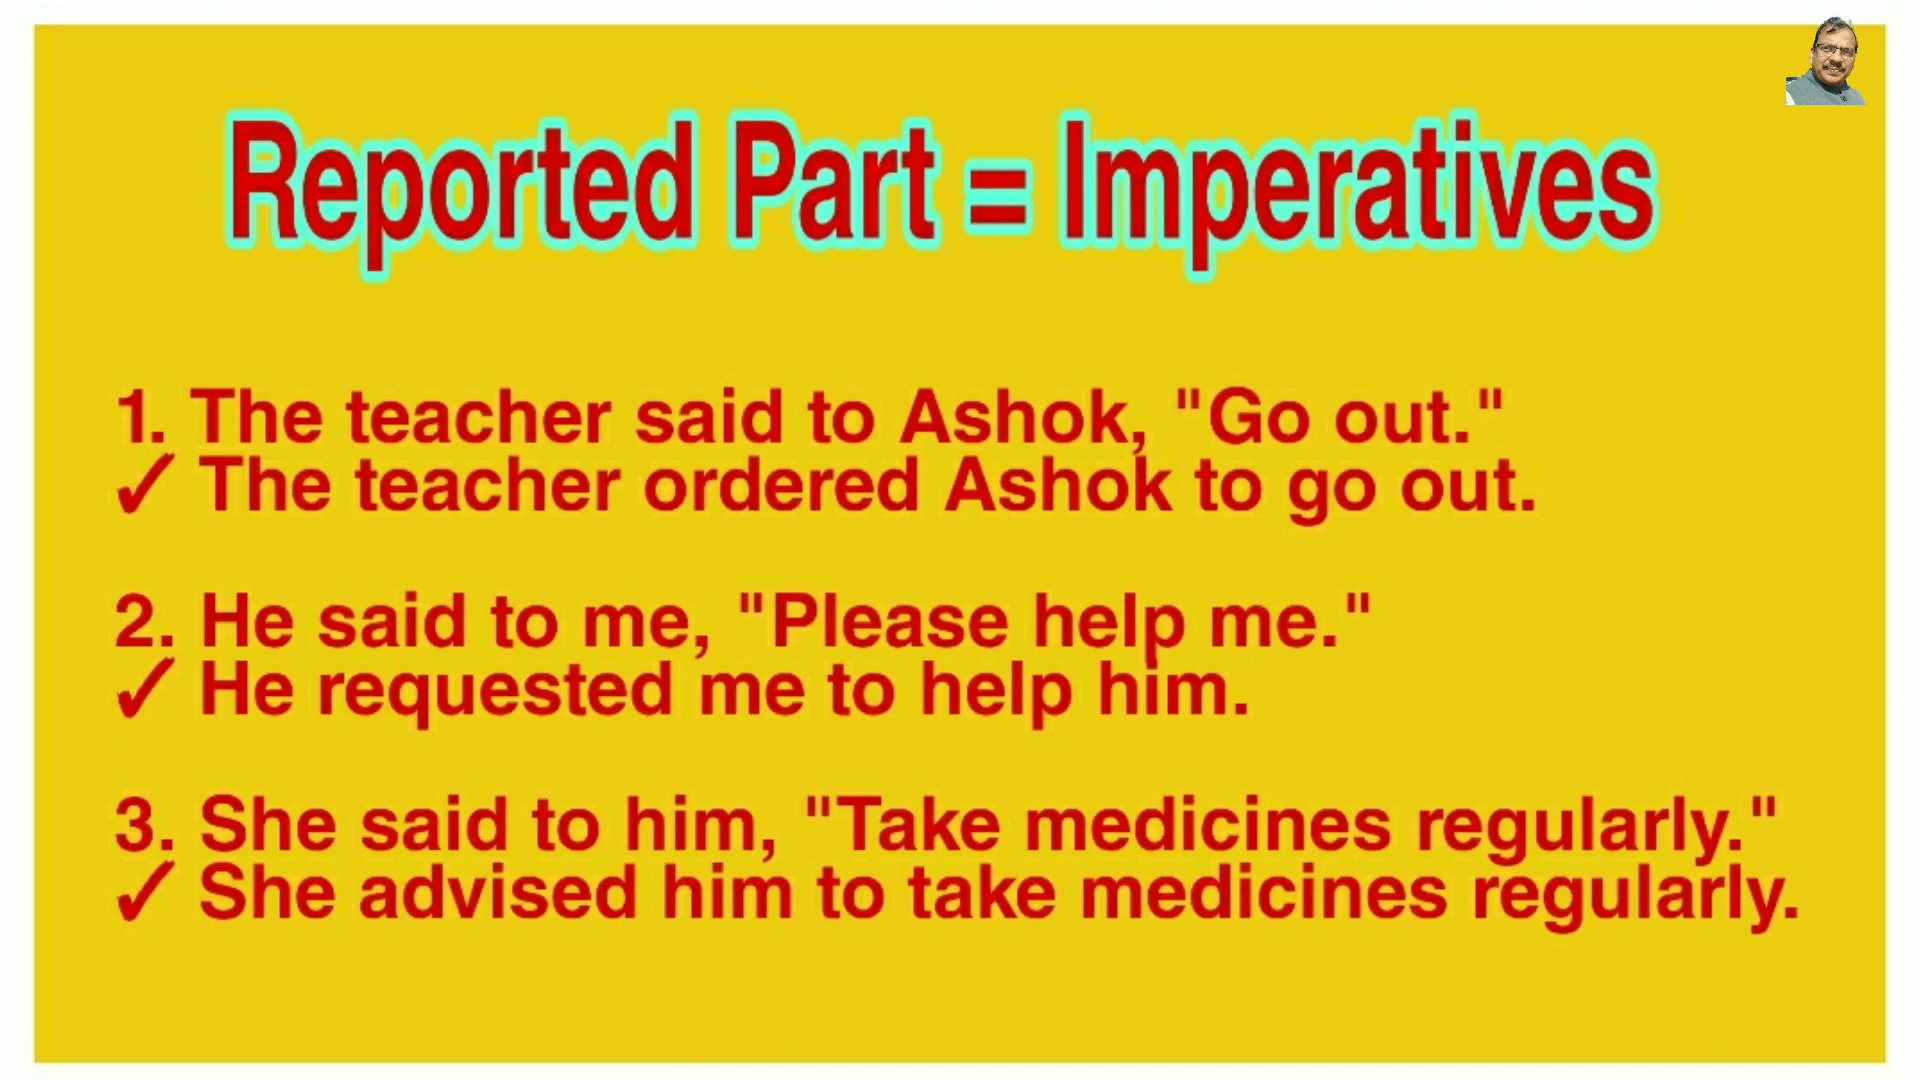 Reported Part = Imperatives
1. The teacher said to Ashok, "Go out."
✓ The teacher ordered Ashok to go out.
2. He said to me, "Please help me."
✓ He requested me to help him.
3. She said to him, "Take medicines regularly."
✓ She advised him to take medicines regularly.